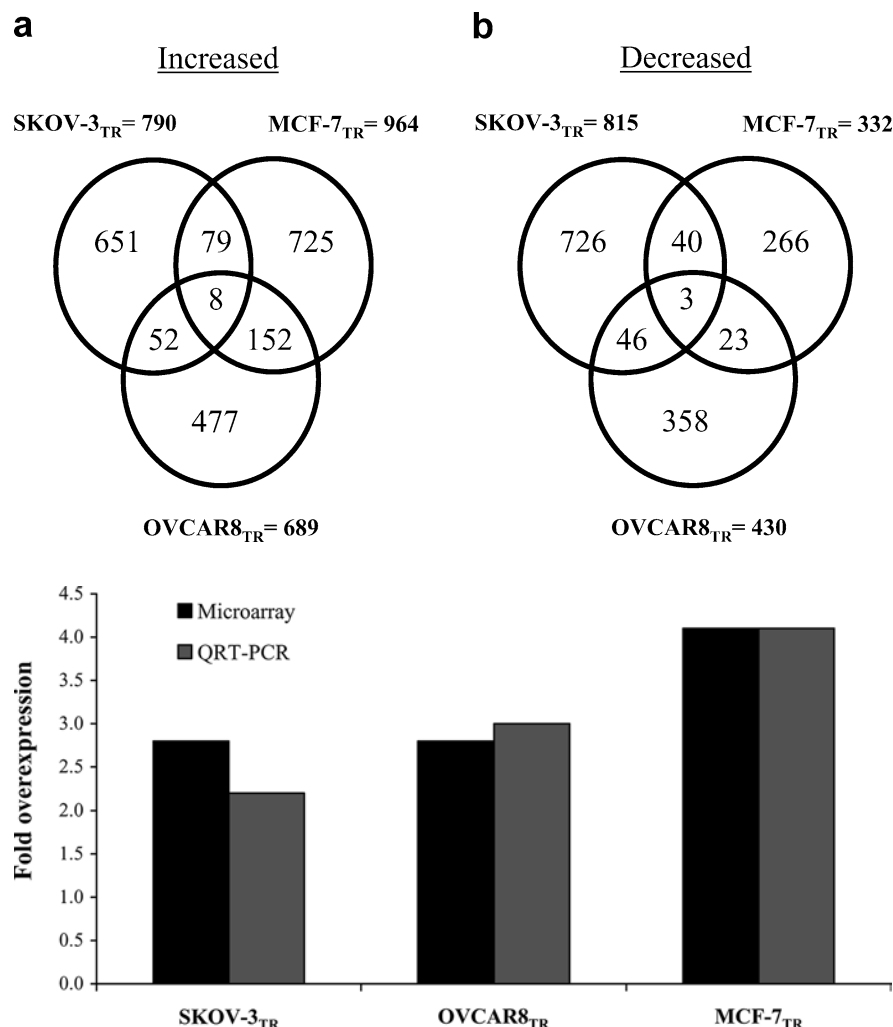 a
Increased
SKOV-3TR= 790
MCF-7TR= 964
651
79
725
8
52
152
477
OVCAR8TR= 689
b
Decreased
SKOV-3TR= 815
MCF-7TR= 332
726
40
266
3
46
23
358
OVCAR8TR= 430
Fold overexpression
4.5
4.0
3.5
3.0
2.5
2.0
1.5
1.0
0.5
0.0
Microarray
QRT-PCR
SKOV-3TR
OVCAR8TR
MCF-7TR